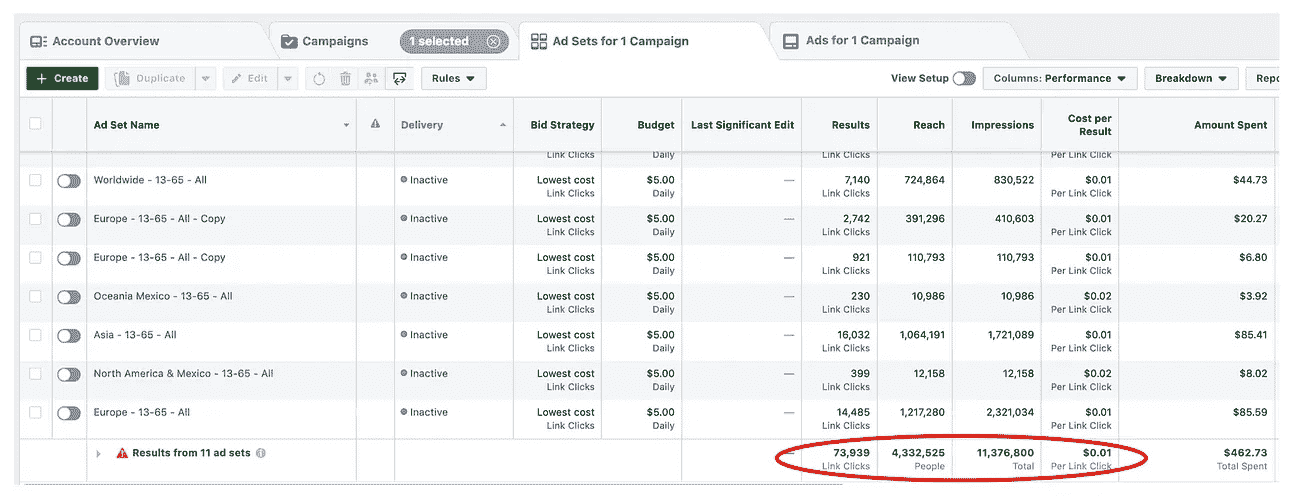 Account Overview Campaigns 1 selected Ad Sets for 1 Campaign Ads for 1 Campaign
+ Create Duplicate Edit Rules View Setup Columns: Performance Breakdown Repo
Ad Set Name Delivery Bid Strategy Budget Last Significant Edit Results Reach Impressions Cost per Result Amount Spent
Link Clicks Daily Link Clicks Per Link Click
Worldwide - 13-65 - All Inactive Lowest cost $5.00 — 7,140 724,864 830,522 $0.01 $44.73
Link Clicks Daily Link Clicks Per Link Click
Europe - 13-65 - All - Copy Inactive Lowest cost $5.00 — 2,742 391,296 410,603 $0.01 $20.27
Link Clicks Daily Link Clicks Per Link Click
Europe - 13-65 - All - Copy Inactive Lowest cost $5.00 — 921 110,793 110,793 $0.01 $6.80
Link Clicks Daily Link Clicks Per Link Click
Oceania Mexico - 13-65 - All Inactive Lowest cost $5.00 — 230 10,986 10,986 $0.02 $3.92
Link Clicks Daily Link Clicks Per Link Click
Asia - 13-65 - All Inactive Lowest cost $5.00 — 16,032 1,064,191 1,721,089 $0.01 $85.41
Link Clicks Daily Link Clicks Per Link Click
North America & Mexico - 13-65 - All Inactive Lowest cost $5.00 — 399 12,158 12,158 $0.02 $8.02
Link Clicks Daily Link Clicks Per Link Click
Europe - 13-65 - All Inactive Lowest cost $5.00 — 14,485 1,217,280 2,321,034 $0.01 $85.59
Link Clicks Daily Link Clicks Per Link Click
Results from 11 ad sets — 73,939 4,332,525 11,376,800 $0.01 $462.73
Link Clicks People Total Per Link Click Total Spent